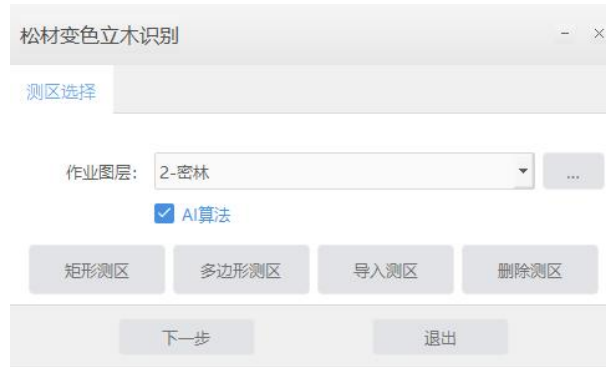 松材变色立木识别
测区选择
作业图层: 2-密林 ...
AI算法
矩形测区 多边形测区 导入测区 删除测区
下一步 退出